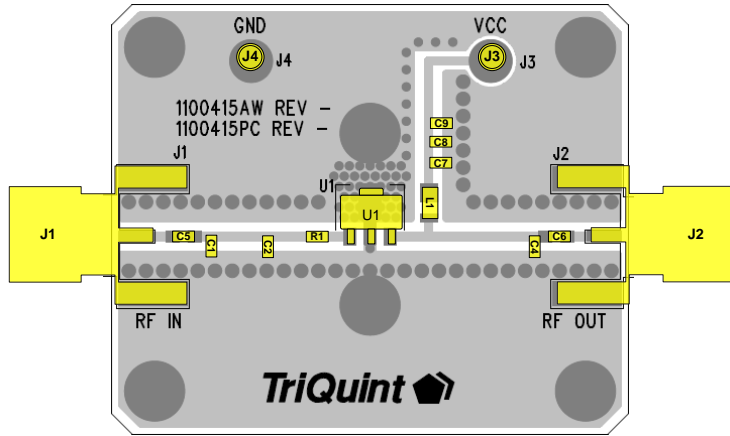 GND
VCC
J4
J4
J3
J3
1100415AW REV -
1100415PC REV -
C9
C8
C7
J1
J2
U1
U1
L1
J1
C5
C1
C2
R1
C4
C6
J2
RF IN
RF OUT
TriQuint